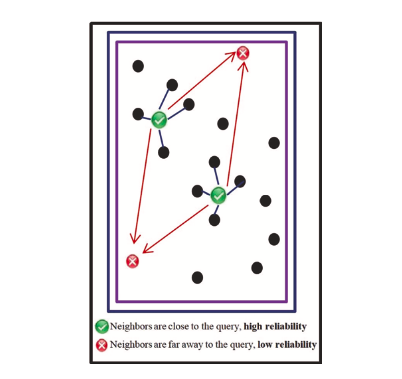 Neighbors are close to the query, high reliability
Neighbors are far away to the query, low reliability